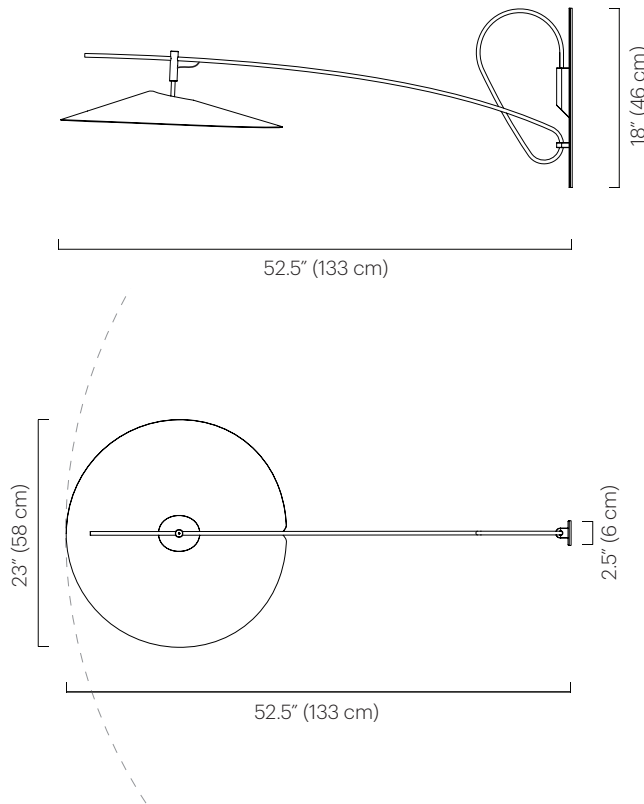 18” (46 cm)
52.5” (133 cm)
23” (58 cm)
2.5” (6 cm)
52.5” (133 cm)